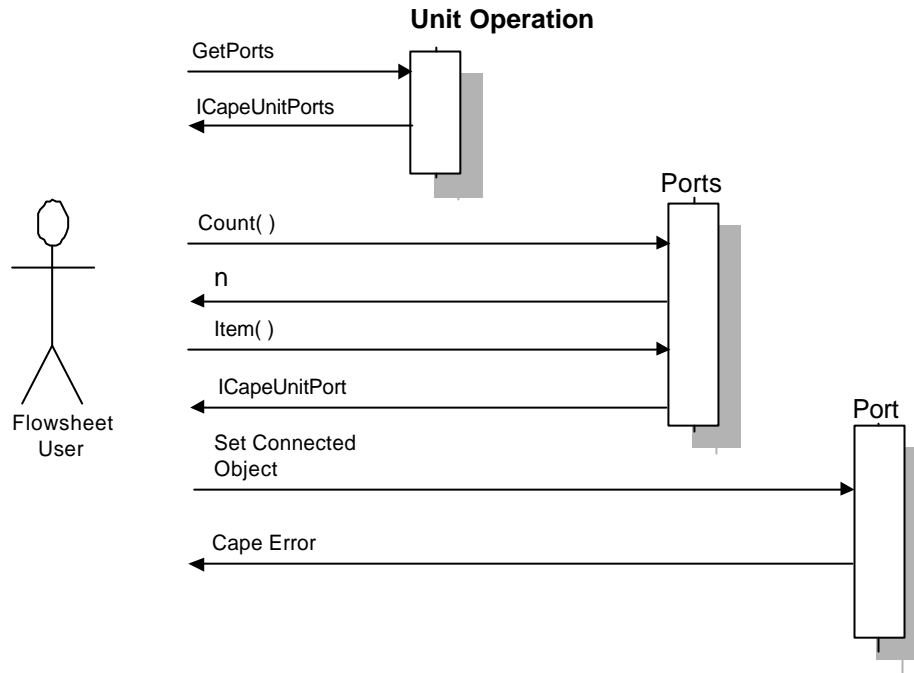 Unit Operation
GetPorts
ICapeUnitPorts
Ports
Count( )
n
Item( )
ICapeUnitPort
Port
Flowsheet
User
Set Connected
Object
Cape Error